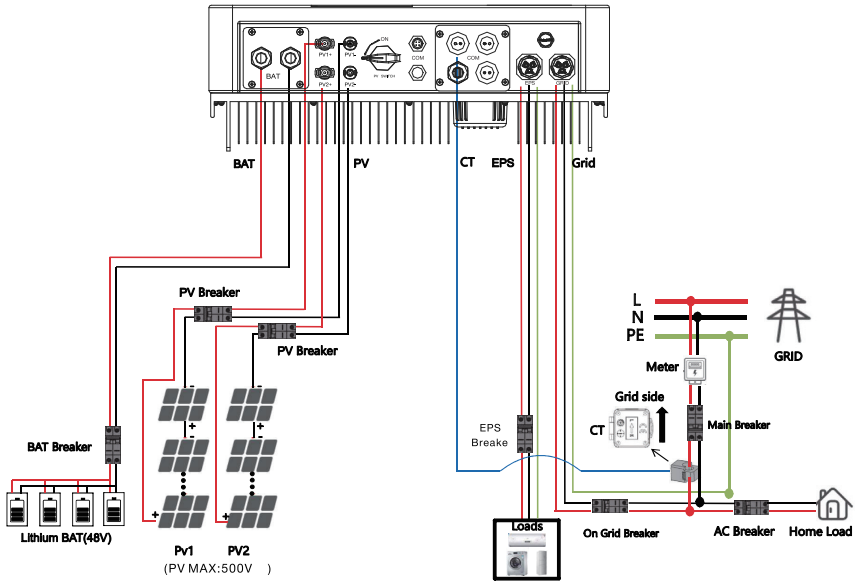 ON
PV1+
PV1-
COM
BAT
PV2+
PV2-
PV SWITCH
COM
EPS
GRID
BAT
PV
CT
EPS
Grid
PV Breaker
PV Breaker
L
N
PE
GRID
Meter
Grid side
CT
Main Breaker
EPS
Breake
BAT Breaker
+
-
+
-
+
-
+
-
+
+
Lithium BAT(48V)
Loads
On Grid Breaker
AC Breaker
Home Load
Pv1
PV2
(PV MAX:500V )